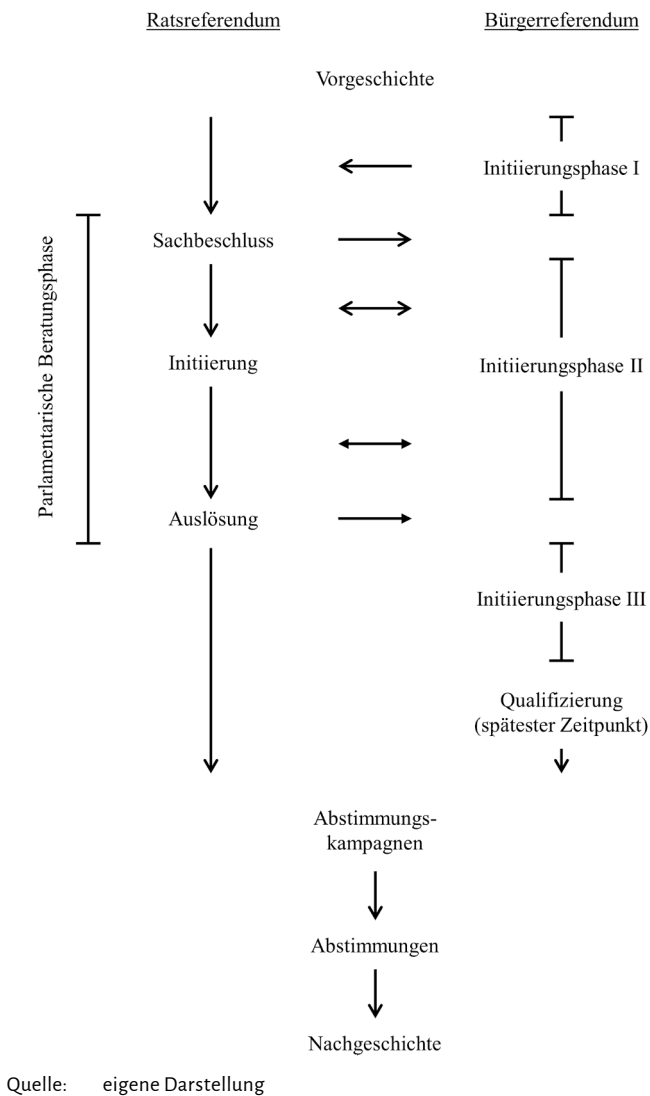 Ratsreferendum
Bürgerreferendum
Vorgeschichte
Initiierungsphase I
Sachbeschluss
Parlamentarische Beratungsphase
Initiierung
Initiierungsphase II
Auslösung
Initiierungsphase III
Qualifizierung
(spätester Zeitpunkt)
Abstimmungs-
kampagnen
Abstimmungen
Nachgeschichte
Quelle: eigene Darstellung